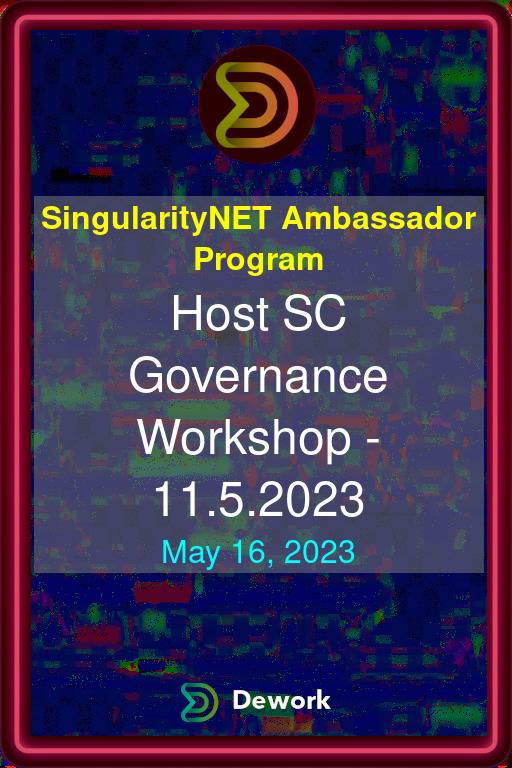 SingularityNET Ambassador
Program
Host SC
Governance
Workshop -
11.5.2023
May 16, 2023
Dework